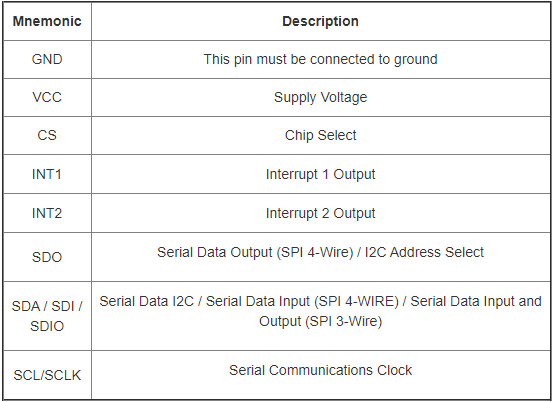 Mnemonic Description
GND This pin must be connected to ground
VCC Supply Voltage
CS Chip Select
INT1 Interrupt 1 Output
INT2 Interrupt 2 Output
SDO Serial Data Output (SPI 4-Wire) / I2C Address Select
SDA / SDI / Serial Data I2C / Serial Data Input (SPI 4-WIRE) / Serial Data Input and
SDIO Output (SPI 3-Wire)
SCL/SCLK Serial Communications Clock